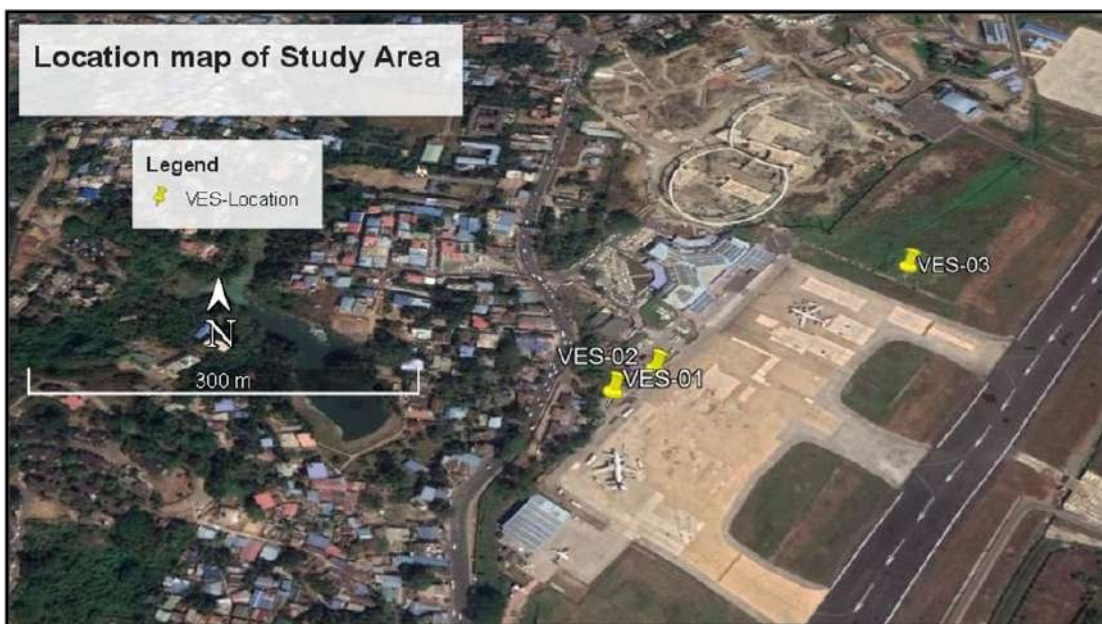 Location map of Study Area
Legend
VES-Location
N
300 m
VES-03
VES-02
VES-01